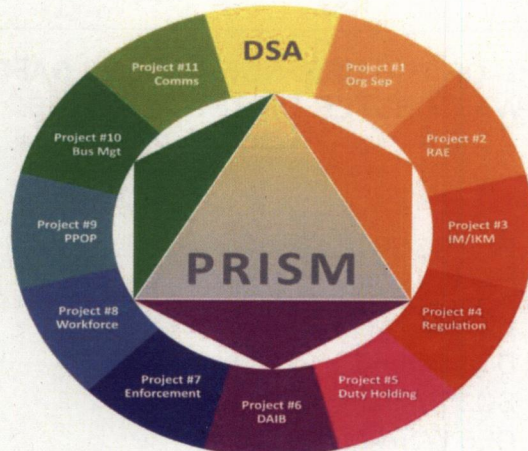 DSA
Project #1
Org Sep
Project #2
RAE
Project #3
IM/IKM
Project #4
Regulation
Project #5
Duty Holding
Project #6
DAIB
Project #7
Enforcement
Project #8
Workforce
Project #9
PPOP
Project #10
Bus Mgt
Project #11
Comms
PRISM